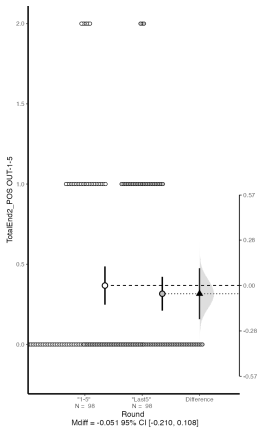 2.0
1.5
1.0
0.5
0.0
TotalEnd2_POS OUT-1-5
0.57
0.28
0.00
-0.28
-0.57
"1-5" "Last5" Difference
N = 98 N = 98
Round
Mdiff = -0.051 95% CI [-0.210, 0.108]